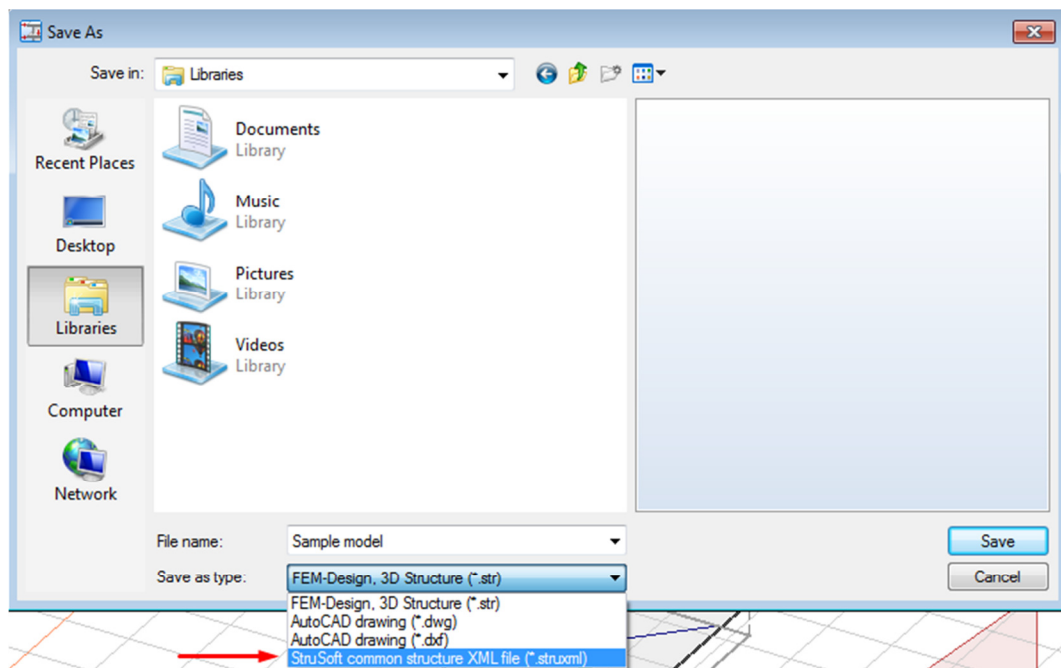 Save As
Save in:
Libraries
Recent Places
Desktop
Libraries
Computer
Network
Documents
Library
Music
Library
Pictures
Library
Videos
Library
File name:
Sample model
Save
Save as type:
FEM-Design, 3D Structure (*.str)
Cancel
FEM-Design, 3D Structure (*.str)
AutoCAD drawing (*.dwg)
AutoCAD drawing (*.dxf)
StruSoft common structure XML file (*.struxml)